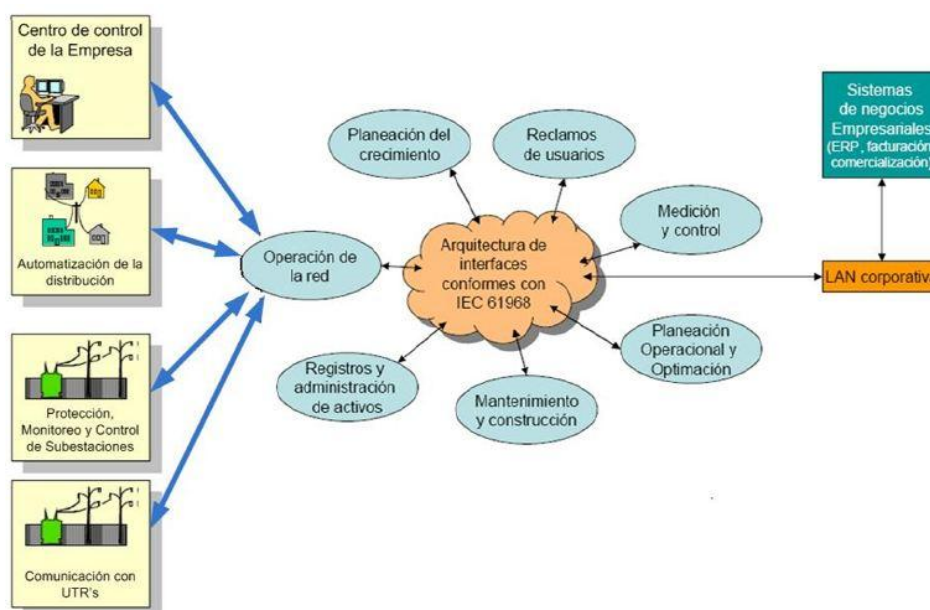 Centro de control
de la Empresa
Automatización de la
distribución
Protección,
Monitoreo y Control
de Subestaciones
Comunicación con
UTR's
Operación de
la red
Planeación del
crecimiento
Reclamos
de usuarios
Medición
y control
Arquitectura de
interfaces
conformes con
IEC 61968
Planeación
Operacional y
Optimación
Mantenimiento
y construcción
Registros y
administración
de activos
Sistemas
de negocios
Empresariales
(ERP, facturación,
comercialización)
LAN corporativa